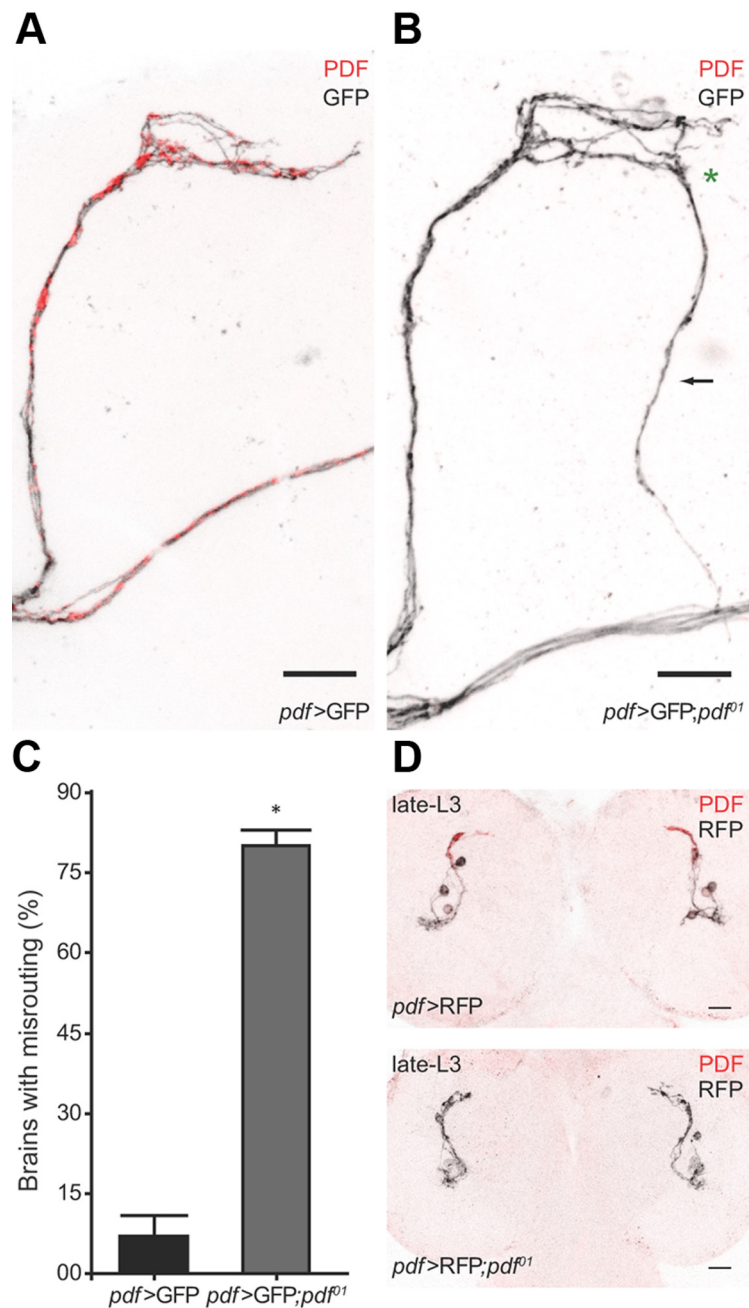 A
PDF
GFP
pdf>GFP
B
PDF
GFP
*
pdf>GFP;pdf⁰¹
C
Brains with misrouting (%)
90
75
60
45
30
15
00
*
pdf>GFP
pdf>GFP;pdf⁰¹
D
late-L3
PDF
RFP
pdf>RFP
late-L3
PDF
RFP
pdf>RFP;pdf⁰¹